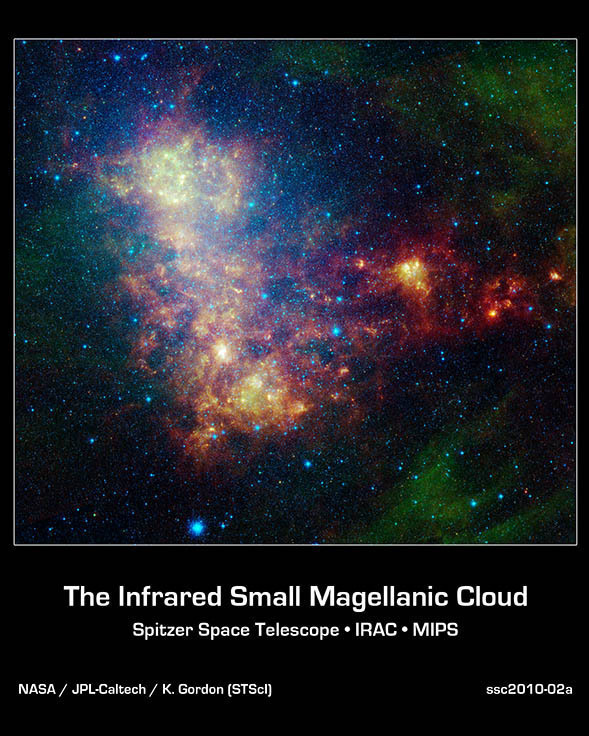 The Infrared Small Magellanic Cloud
Spitzer Space Telescope • IRAC • MIPS
NASA / JPL-Caltech / K. Gordon (STScI)
ssc2010-02a